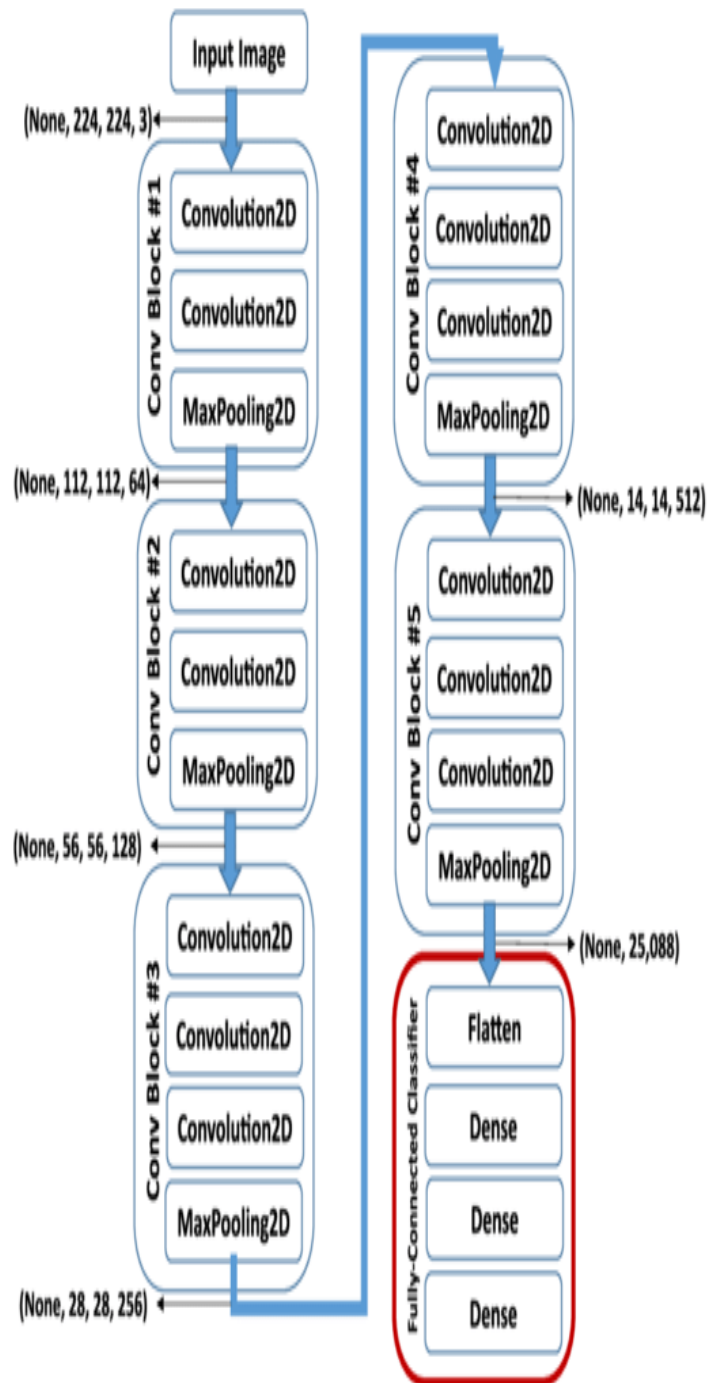 Input Image
(None, 224, 224, 3)
Conv Block #1
Convolution2D
Convolution2D
MaxPooling2D
(None, 112, 112, 64)
Conv Block #2
Convolution2D
Convolution2D
MaxPooling2D
(None, 56, 56, 128)
Conv Block #3
Convolution2D
Convolution2D
Convolution2D
MaxPooling2D
(None, 28, 28, 256)
Conv Block #4
Convolution2D
Convolution2D
Convolution2D
MaxPooling2D
(None, 14, 14, 512)
Conv Block #5
Convolution2D
Convolution2D
Convolution2D
MaxPooling2D
(None, 25,088)
Fully-Connected Classifier
Flatten
Dense
Dense
Dense